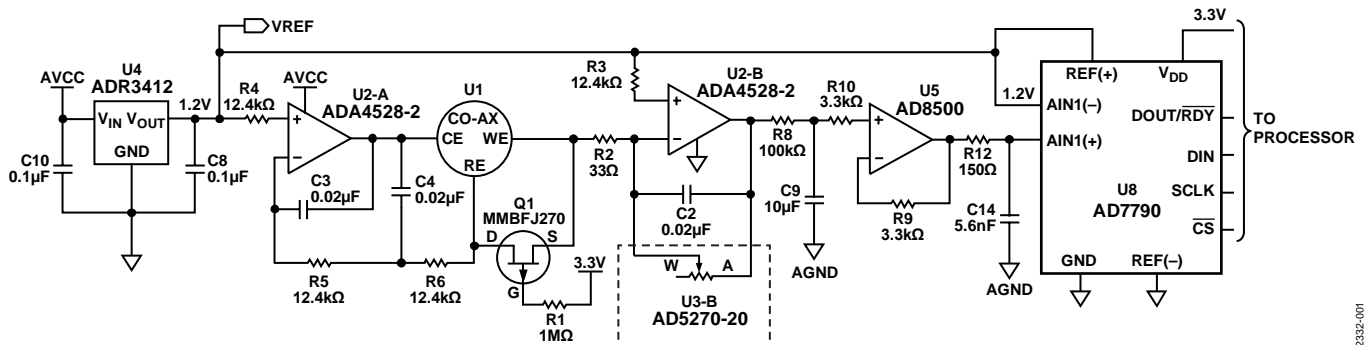 VREF
3.3V
AVCC
U4
ADR3412
VIN VOUT
GND
1.2V
C10
0.1µF
C8
0.1µF
R4
12.4kΩ
AVCC
U2-A
ADA4528-2
+
–
C3
0.02µF
C4
0.02µF
R5
12.4kΩ
R6
12.4kΩ
U1
CO-AX
CE
WE
RE
Q1
MMBFJ270
D
S
G
R1
1MΩ
3.3V
R2
33Ω
R3
12.4kΩ
U2-B
ADA4528-2
+
–
C2
0.02µF
W
A
U3-B
AD5270-20
R8
100kΩ
C9
10µF
AGND
R10
3.3kΩ
U5
AD8500
+
–
R9
3.3kΩ
R12
150Ω
C14
5.6nF
AGND
1.2V
REF(+)
VDD
AIN1(–)
AIN1(+)
DOUT/RDY
DIN
SCLK
CS
U8
AD7790
GND
REF(–)
TO
PROCESSOR
2332-001